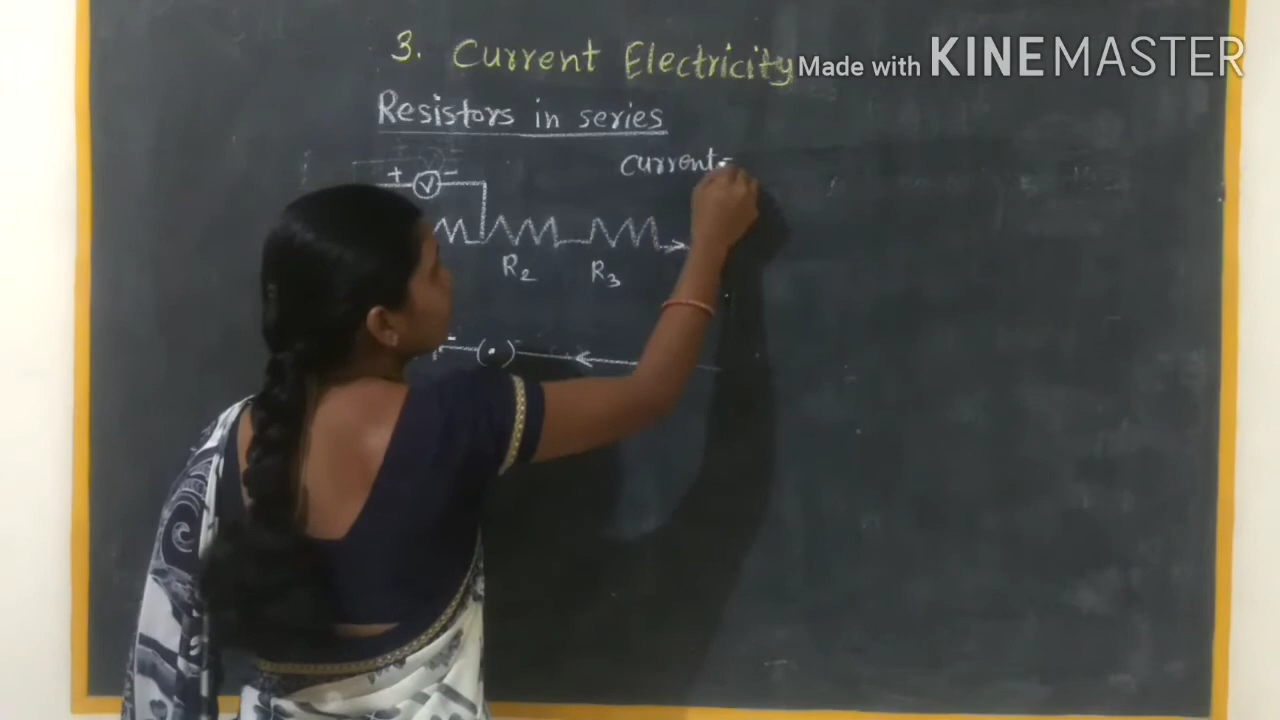 3. Current Electricity
Made with KINEMASTER
Resistors in series
current-
+ V -
R2 R3